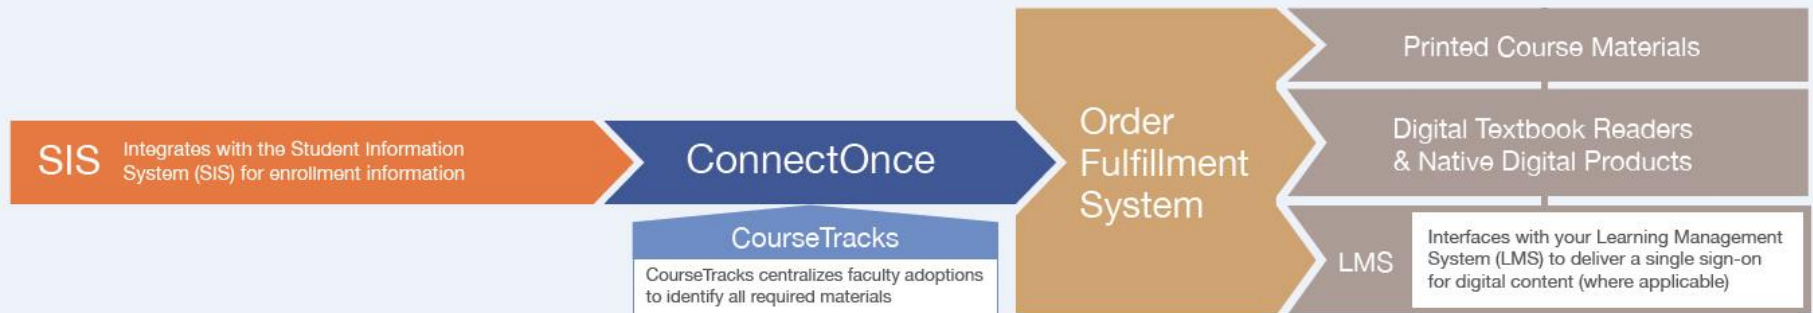 SIS
Integrates with the Student Information
System (SIS) for enrollment information
ConnectOnce
CourseTracks
CourseTracks centralizes faculty adoptions
to identify all required materials
Order
Fulfillment
System
Printed Course Materials
Digital Textbook Readers
& Native Digital Products
LMS
Interfaces with your Learning Management
System (LMS) to deliver a single sign-on
for digital content (where applicable)